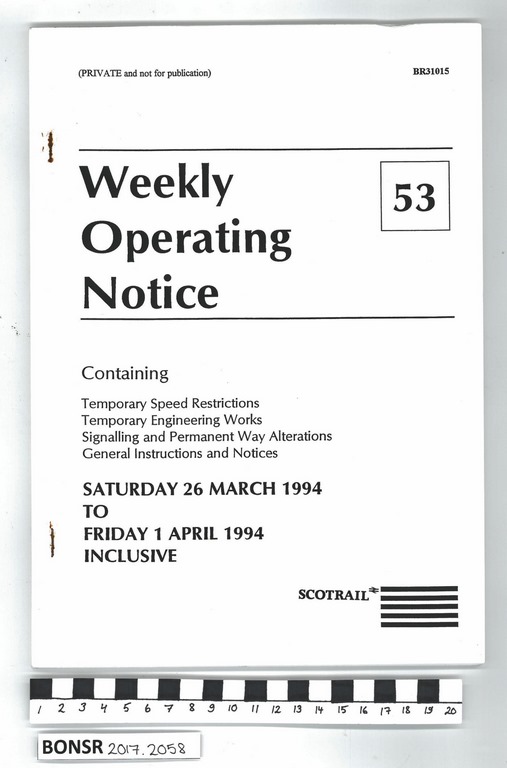 (PRIVATE and not for publication) BR31015
Weekly
Operating
Notice
53
Containing
Temporary Speed Restrictions
Temporary Engineering Works
Signalling and Permanent Way Alterations
General Instructions and Notices
SATURDAY 26 MARCH 1994
TO
FRIDAY 1 APRIL 1994
INCLUSIVE
SCOTRAIL
1 2 3 4 5 6 7 8 9 10 11 12 13 14 15 16 17 18 19 20
BONSR 2017.2058